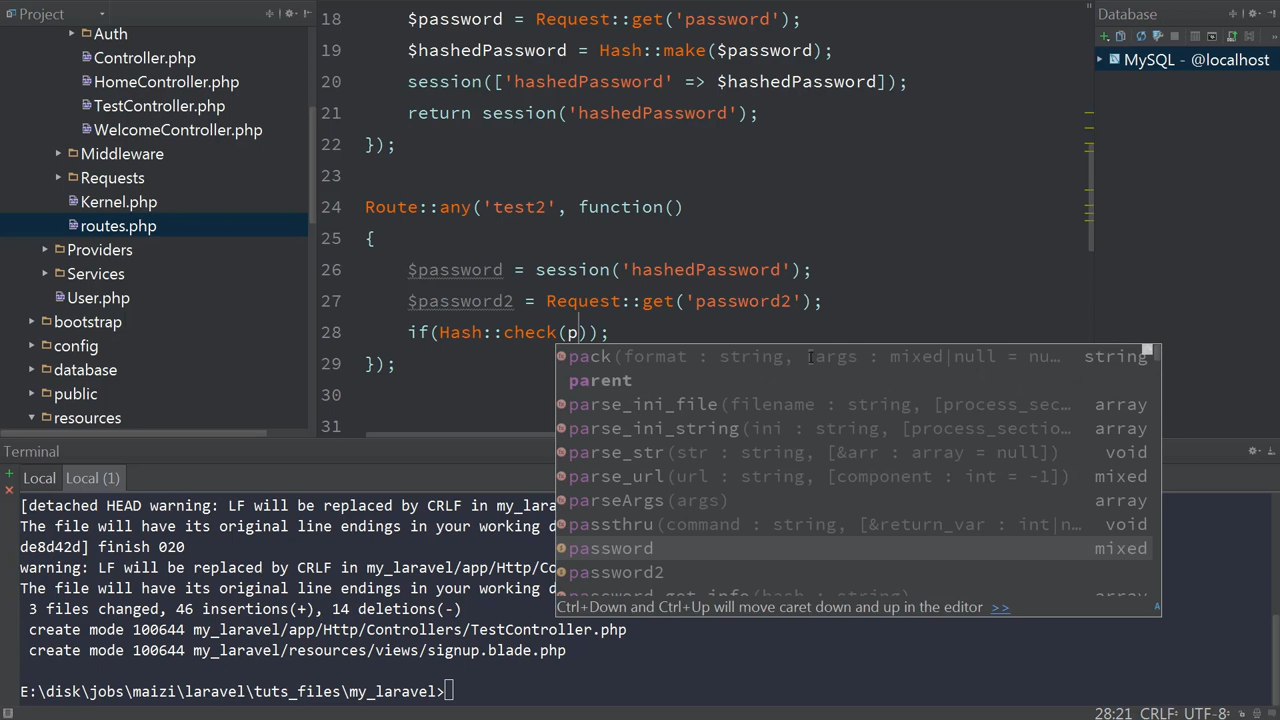 Project
Auth
Controller.php
HomeController.php
TestController.php
WelcomeController.php
Middleware
Requests
Kernel.php
routes.php
Providers
Services
User.php
bootstrap
config
database
public
resources
18 $password = Request::get('password');
19 $hashedPassword = Hash::make($password);
20 session(['hashedPassword' => $hashedPassword]);
21 return session('hashedPassword');
22 });
23
24 Route::any('test2', function()
25 {
26 $password = session('hashedPassword');
27 $password2 = Request::get('password2');
28 if(Hash::check(p));
29 });
30
31
pack(format : string, [args : mixed|null = nu… string
parent
parse_ini_file(filename : string, [process_sec… array
parse_ini_string(ini : string, [process_sectio… array
parse_str(str : string, [&arr : array = null]) void
parse_url(url : string, [component : int = -1]) mixed
parseArgs(args) array
passthru(command : string, [&return_var : int|n… void
password mixed
password2
password_get_info(hash : string) array
Ctrl+Down and Ctrl+Up will move caret down and up in the editor >>
Database
MySQL - @localhost
Terminal
Local Local (1)
[detached HEAD warning: LF will be replaced by CRLF in my_lara
The file will have its original line endings in your working d
de8d42d] finish 020
warning: LF will be replaced by CRLF in my_laravel/app/Http/Co
The file will have its original line endings in your working d
3 files changed, 46 insertions(+), 14 deletions(-)
create mode 100644 my_laravel/app/Http/Controllers/TestController.php
create mode 100644 my_laravel/resources/views/signup.blade.php
E:\disk\jobs\maizi\laravel\tuts_files\my_laravel>
28:21 CRLF÷ UTF-8÷